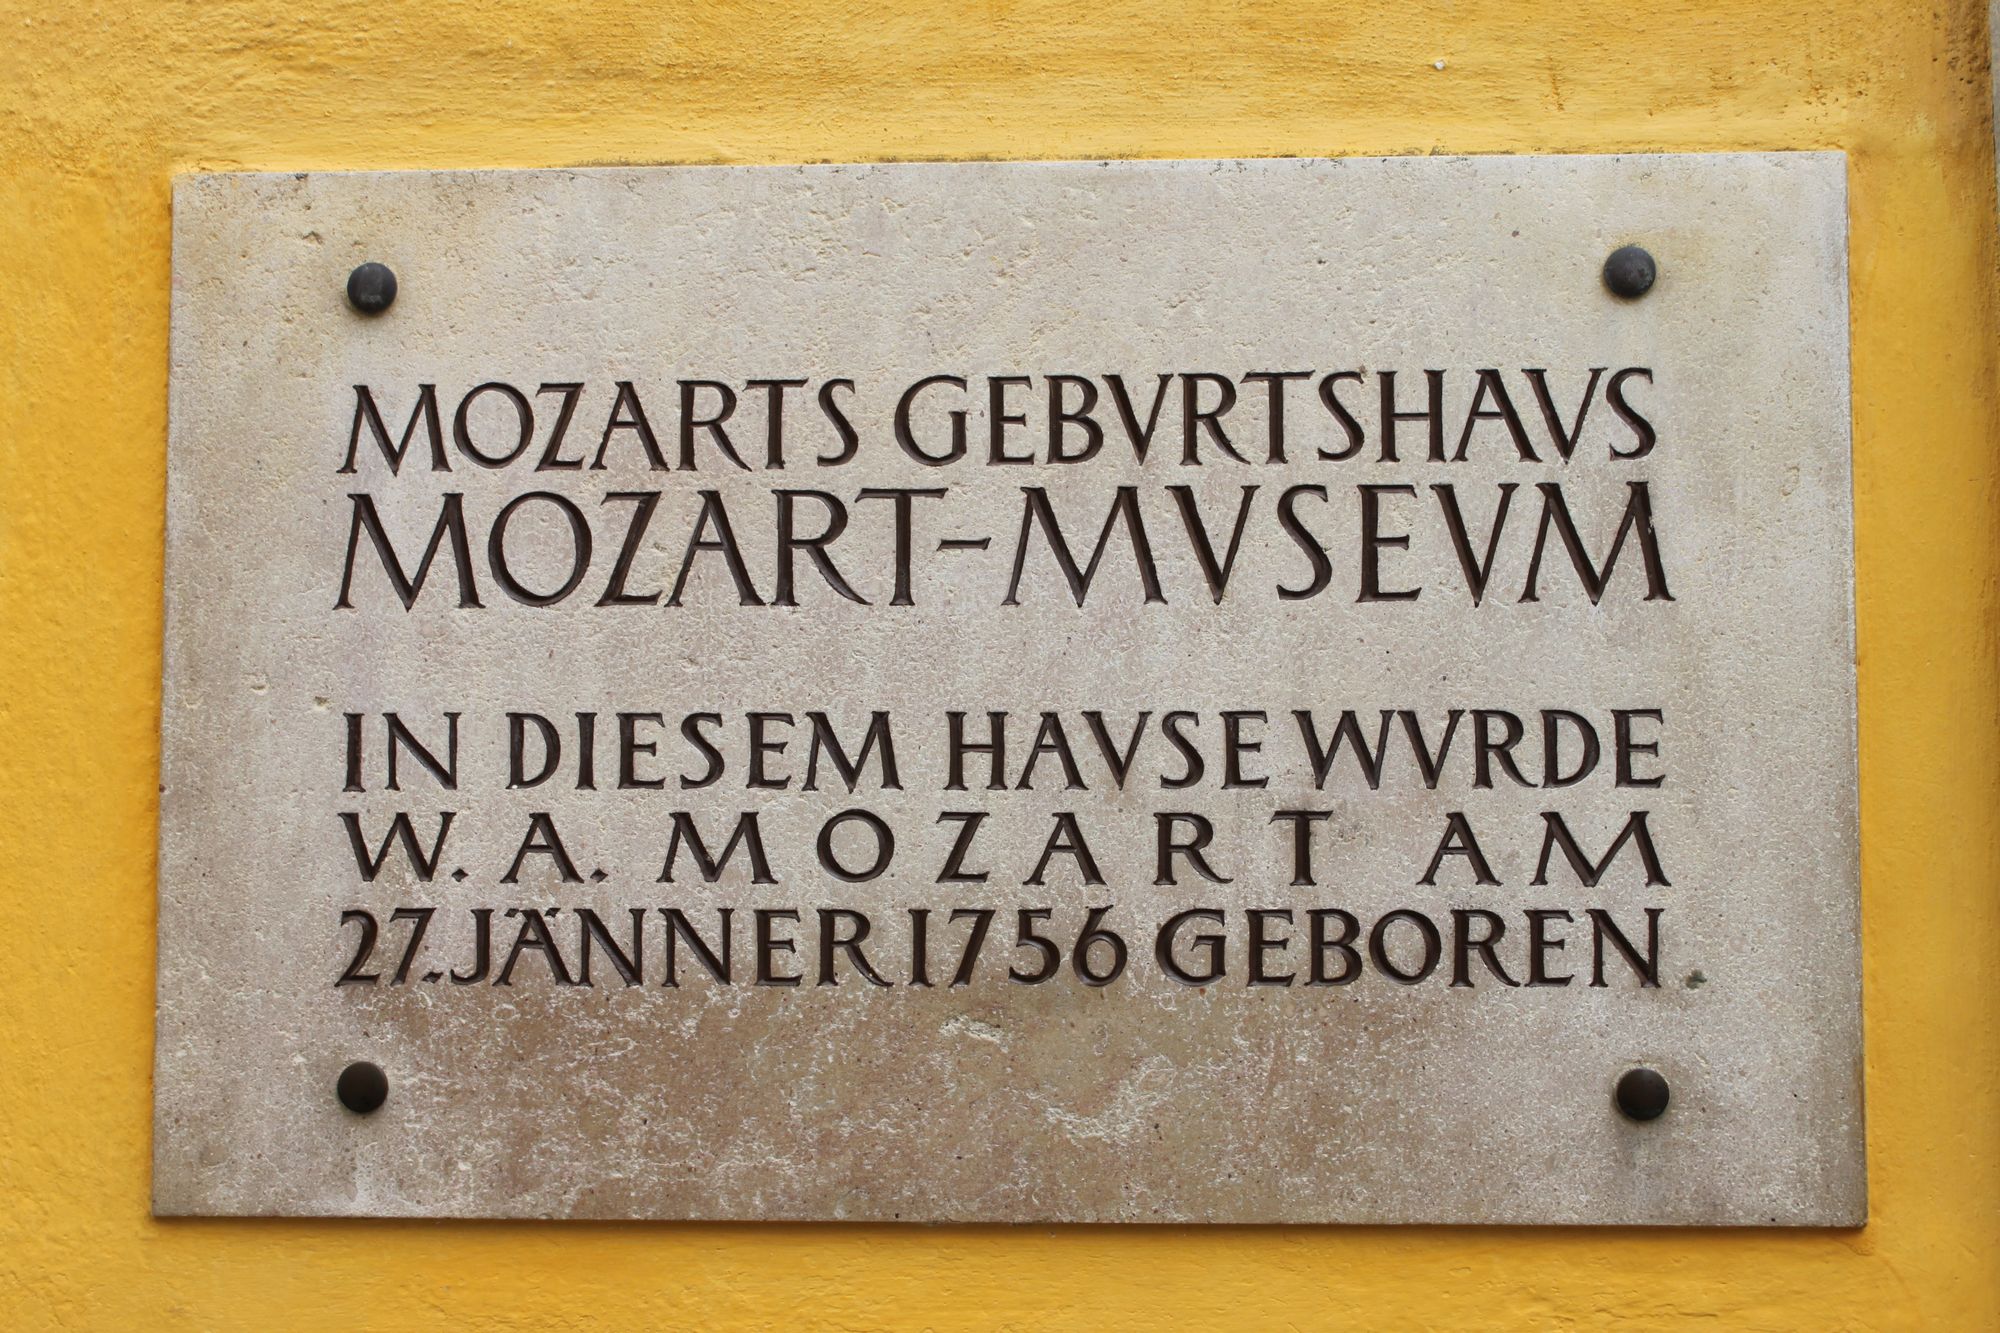 MOZARTS GEBVRTSHAVS
MOZART-MVSEVM
IN DIESEM HAVSE WVRDE
W. A. MOZART AM
27. JÄNNER 1756 GEBOREN